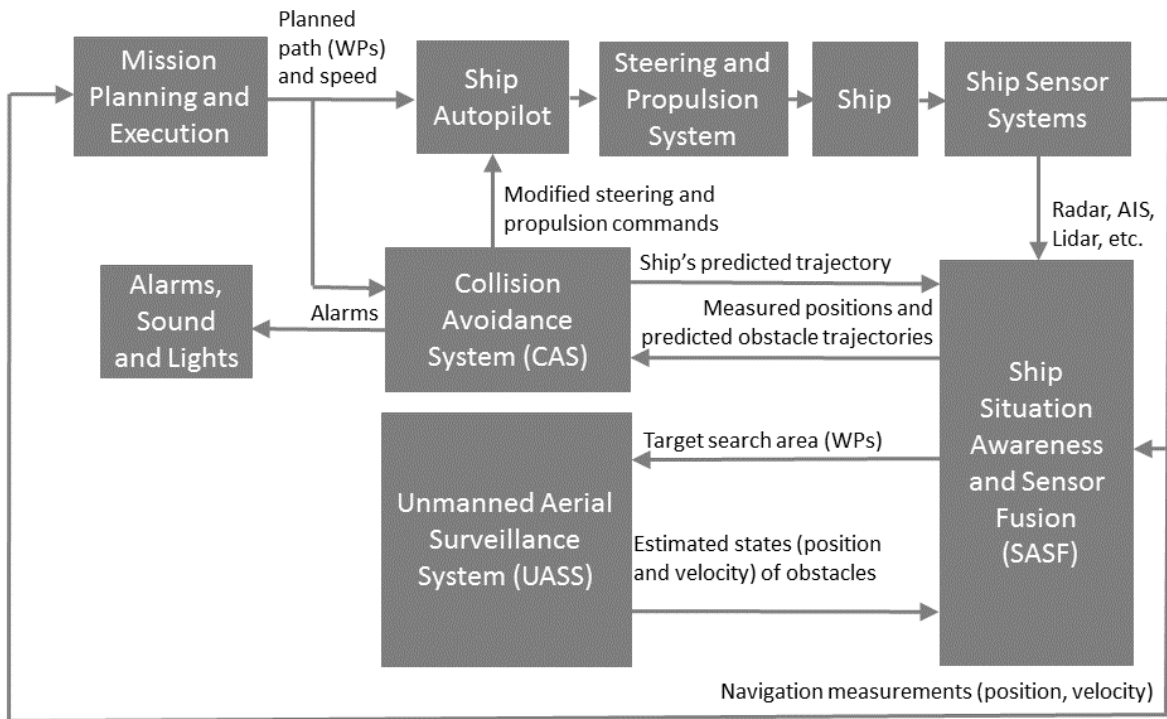 Planned
path (WPs)
and speed
Mission
Planning and
Execution
Ship
Autopilot
Steering and
Propulsion
System
Ship
Ship Sensor
Systems
Modified steering and
propulsion commands
Radar, AIS,
Lidar, etc.
Alarms,
Sound
and Lights
Alarms
Collision
Avoidance
System (CAS)
Ship's predicted trajectory
Measured positions and
predicted obstacle trajectories
Ship
Situation
Awareness
and Sensor
Fusion
(SASF)
Target search area (WPs)
Unmanned Aerial
Surveillance
System (UASS)
Estimated states (position
and velocity) of obstacles
Navigation measurements (position, velocity)